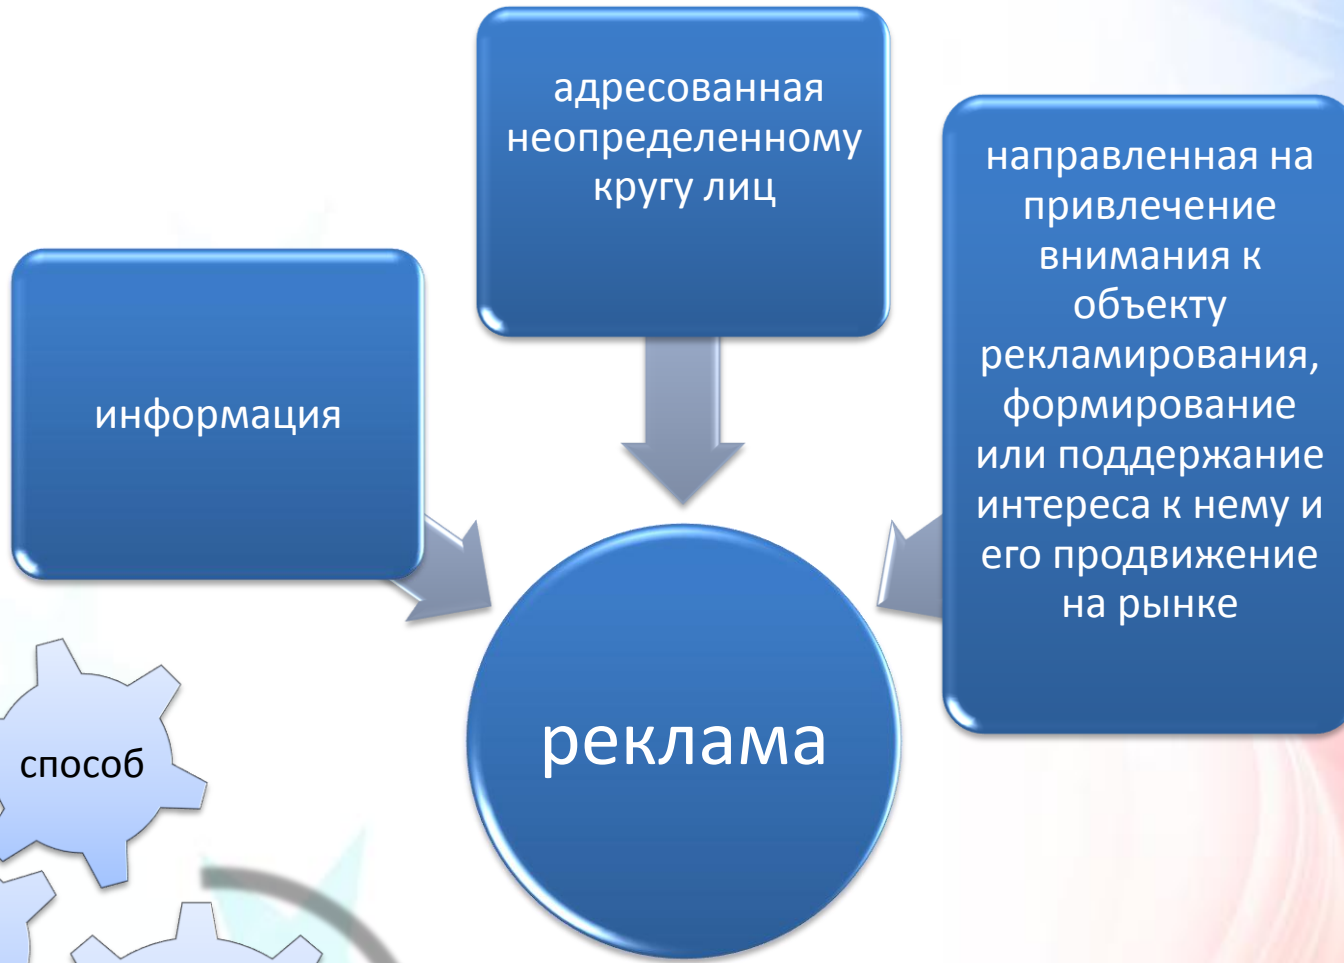 адресованная
неопределенному
кругу лиц
направленная на
привлечение
внимания к
объекту
рекламирования,
формирование
или поддержание
интереса к нему и
его продвижение
на рынке
информация
реклама
способ